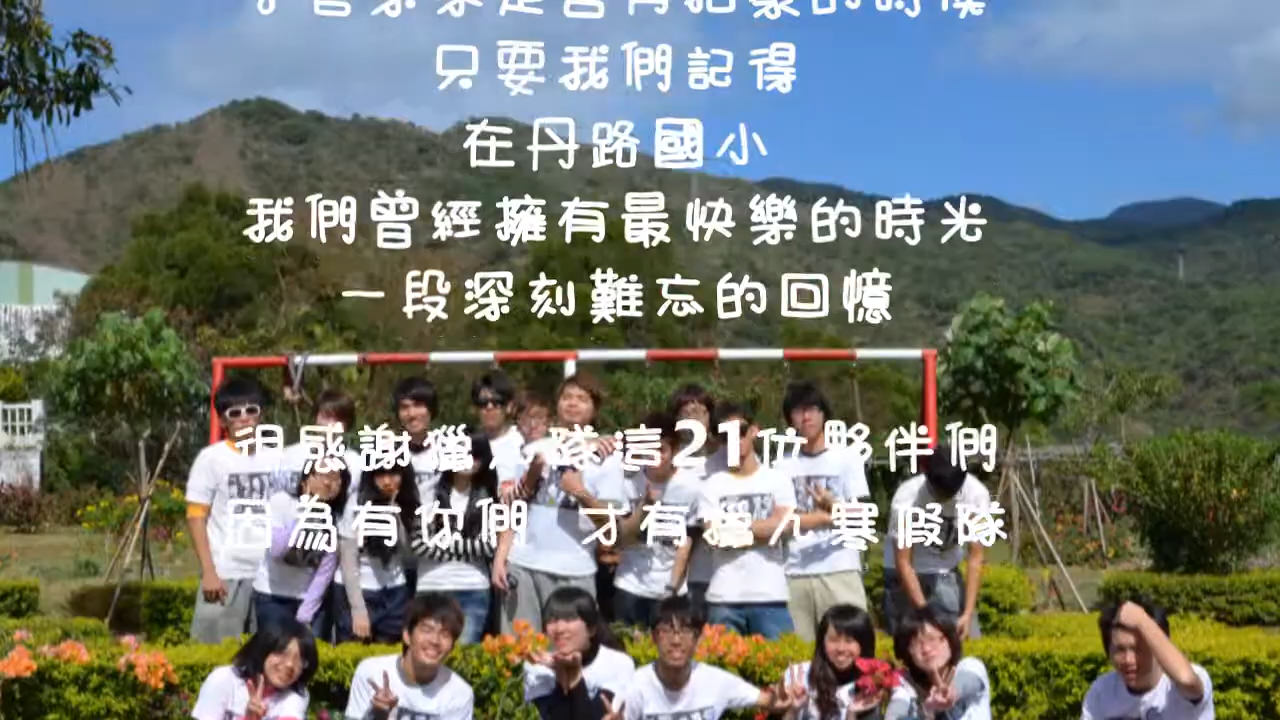 只要我們記得
在丹路國小
我們曾經擁有最快樂的時光
一段深刻難忘的回憶
很感謝獵人隊這21位夥伴們
因為有你們 才有獵人寒假隊